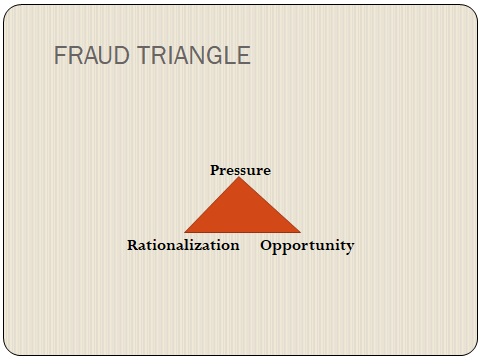 FRAUD TRIANGLE
Pressure
Rationalization Opportunity